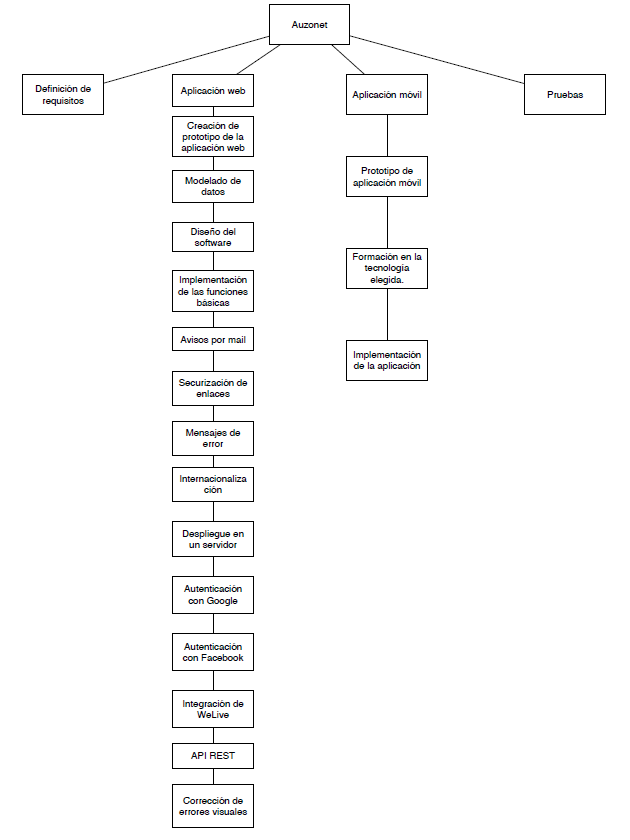 Auzonet
Definición de
requisitos
Aplicación web
Aplicación móvil
Pruebas
Creación de
prototipo de la
aplicación web
Modelado de
datos
Diseño del
software
Implementación
de las funciones
básicas
Avisos por mail
Securización de
enlaces
Mensajes de
error
Internacionaliza
ción
Despliegue en
un servidor
Autenticación
con Google
Autenticación
con Facebook
Integración de
WeLive
API REST
Corrección de
errores visuales
Prototipo de
aplicación móvil
Formación en la
tecnología
elegida.
Implementación
de la aplicación